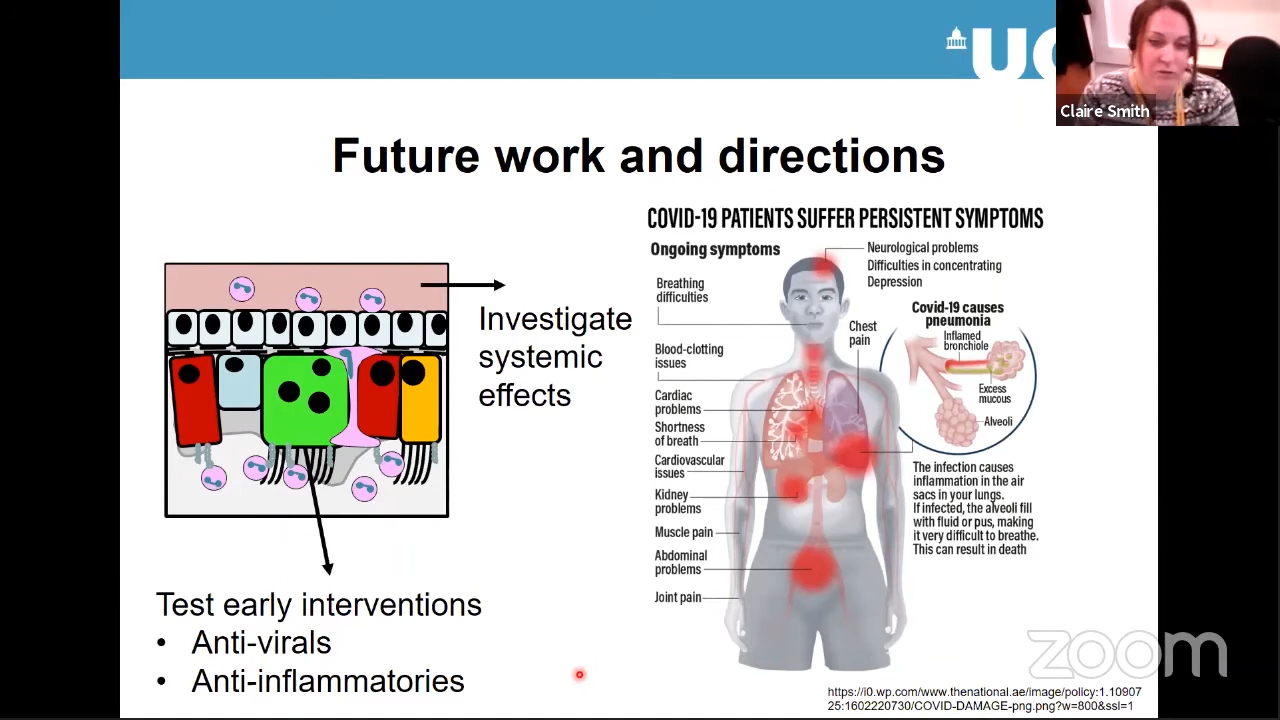 UC
Claire Smith
Future work and directions
Investigate
systemic
effects
Test early interventions
• Anti-virals
• Anti-inflammatories
COVID-19 PATIENTS SUFFER PERSISTENT SYMPTOMS
Ongoing symptoms
Breathing
difficulties
Blood-clotting
issues
Cardiac
problems
Shortness
of breath
Cardiovascular
issues
Kidney
problems
Muscle pain
Abdominal
problems
Joint pain
Neurological problems
Difficulties in concentrating
Depression
Chest
pain
Covid-19 causes
pneumonia
Inflamed
bronchiole
Excess
mucous
Alveoli
The infection causes
inflammation in the air
sacs in your lungs.
If infected, the alveoli fill
with fluid or pus, making
it very difficult to breathe.
This can result in death
zoom
https://i0.wp.com/www.thenational.ae/image/policy:1.10907
25:1602220730/COVID-DAMAGE-png.png?w=800&ssl=1